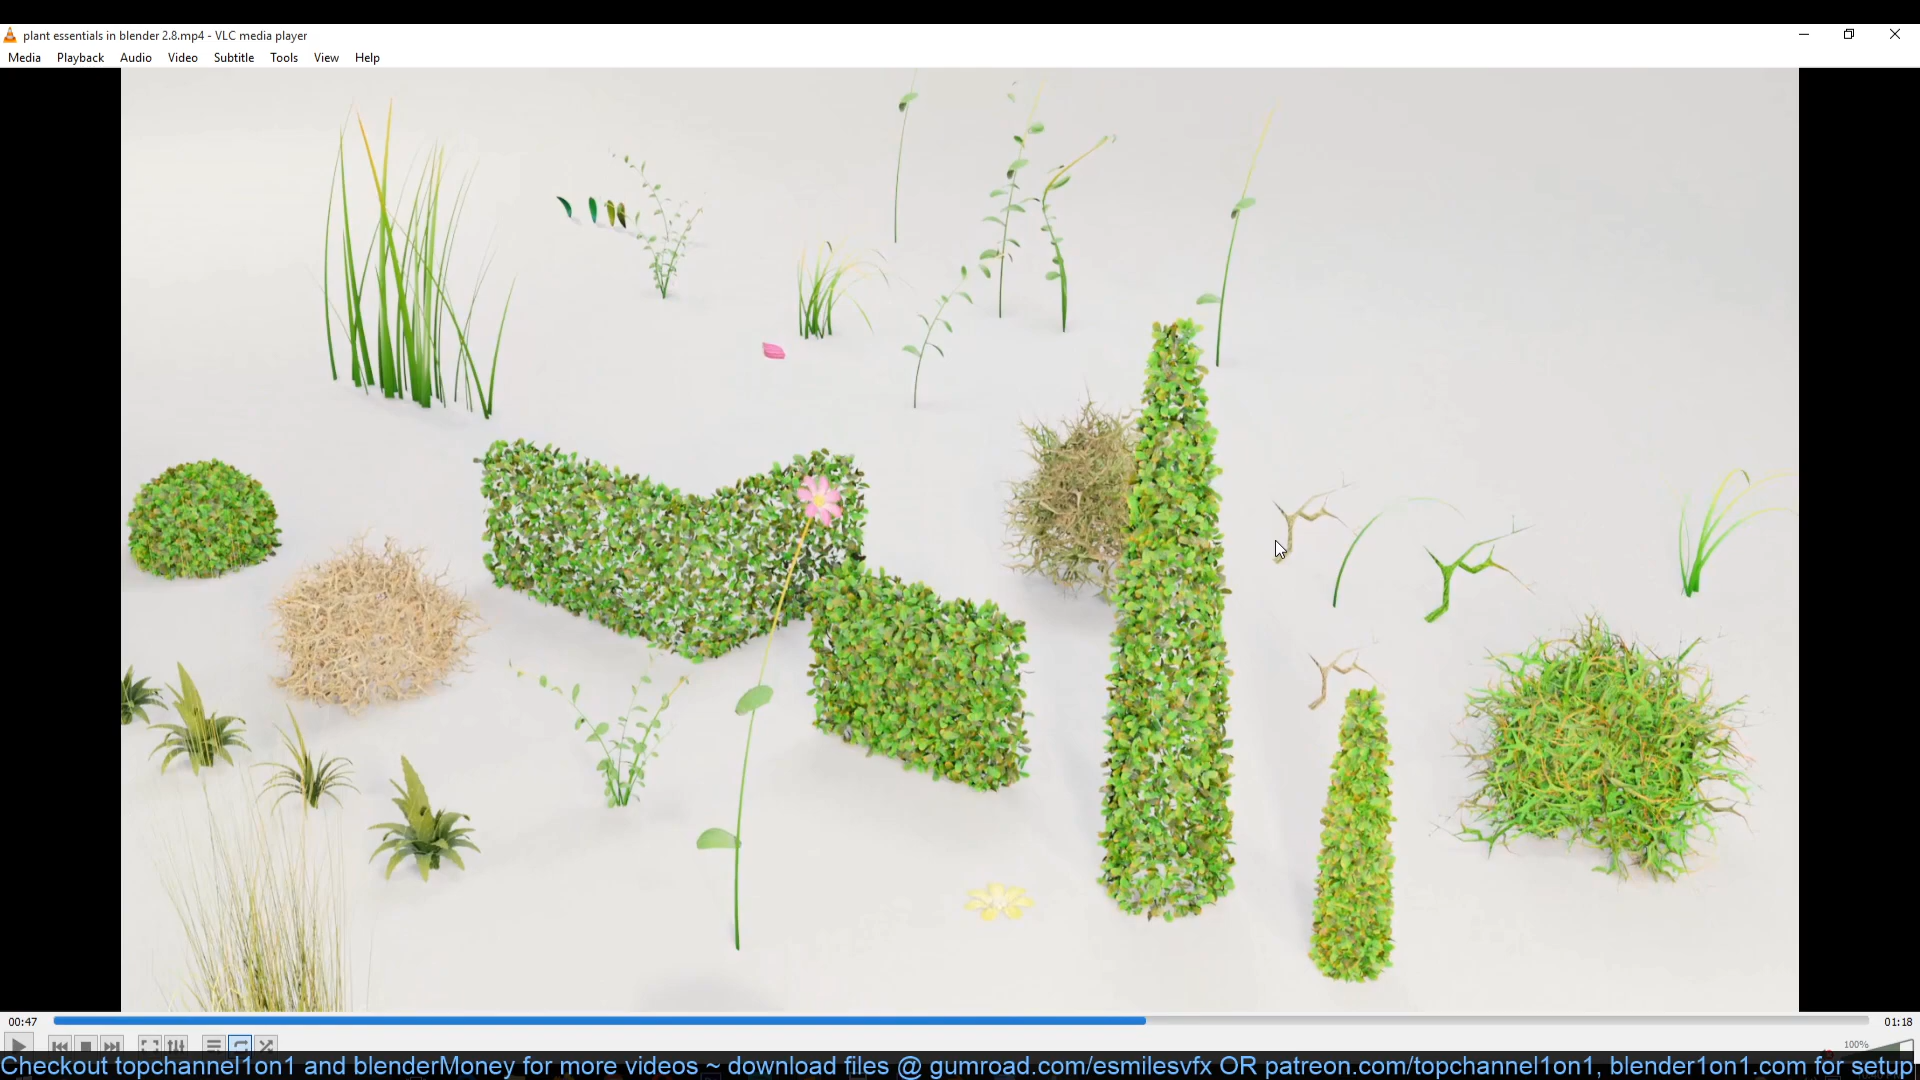 plant essentials in blender 2.8.mp4 - VLC media player
Media Playback Audio Video Subtitle Tools View Help
00:47 01:18
100%
Checkout topchannel1on1 and blenderMoney for more videos ~ download files @ gumroad.com/esmilesvfx OR patreon.com/topchannel1on1, blender1on1.com for setup